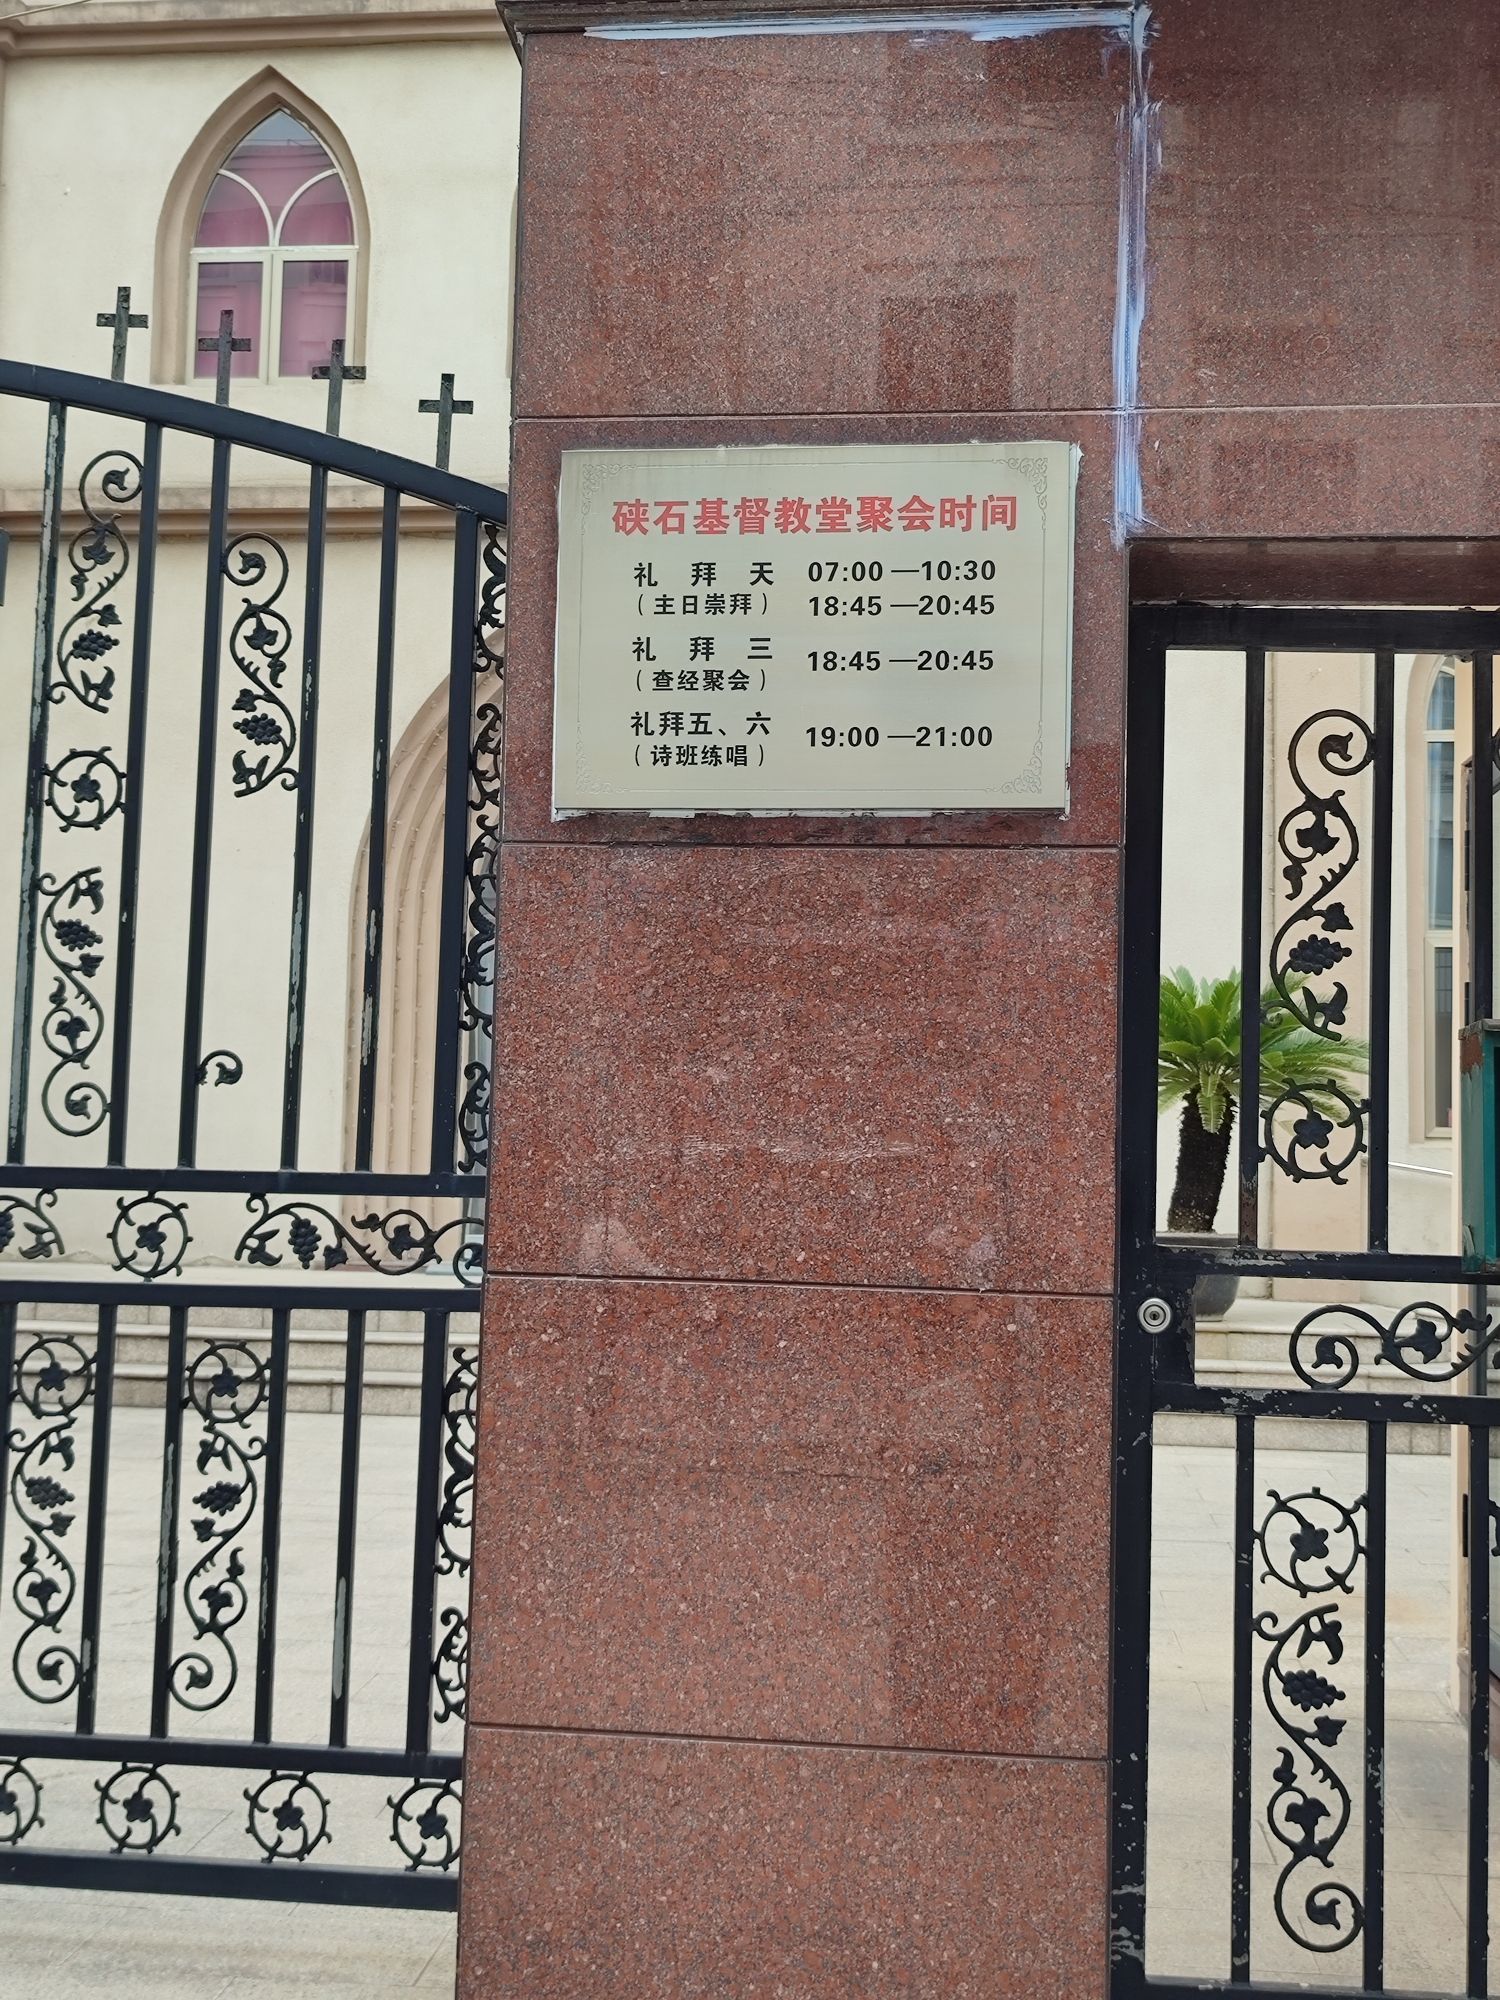 硖石基督教堂聚会时间
礼 拜 天 07:00—10:30
（主日崇拜） 18:45—20:45
礼 拜 三 18:45—20:45
（查经聚会）
礼拜五、六 19:00—21:00
（诗班练唱）